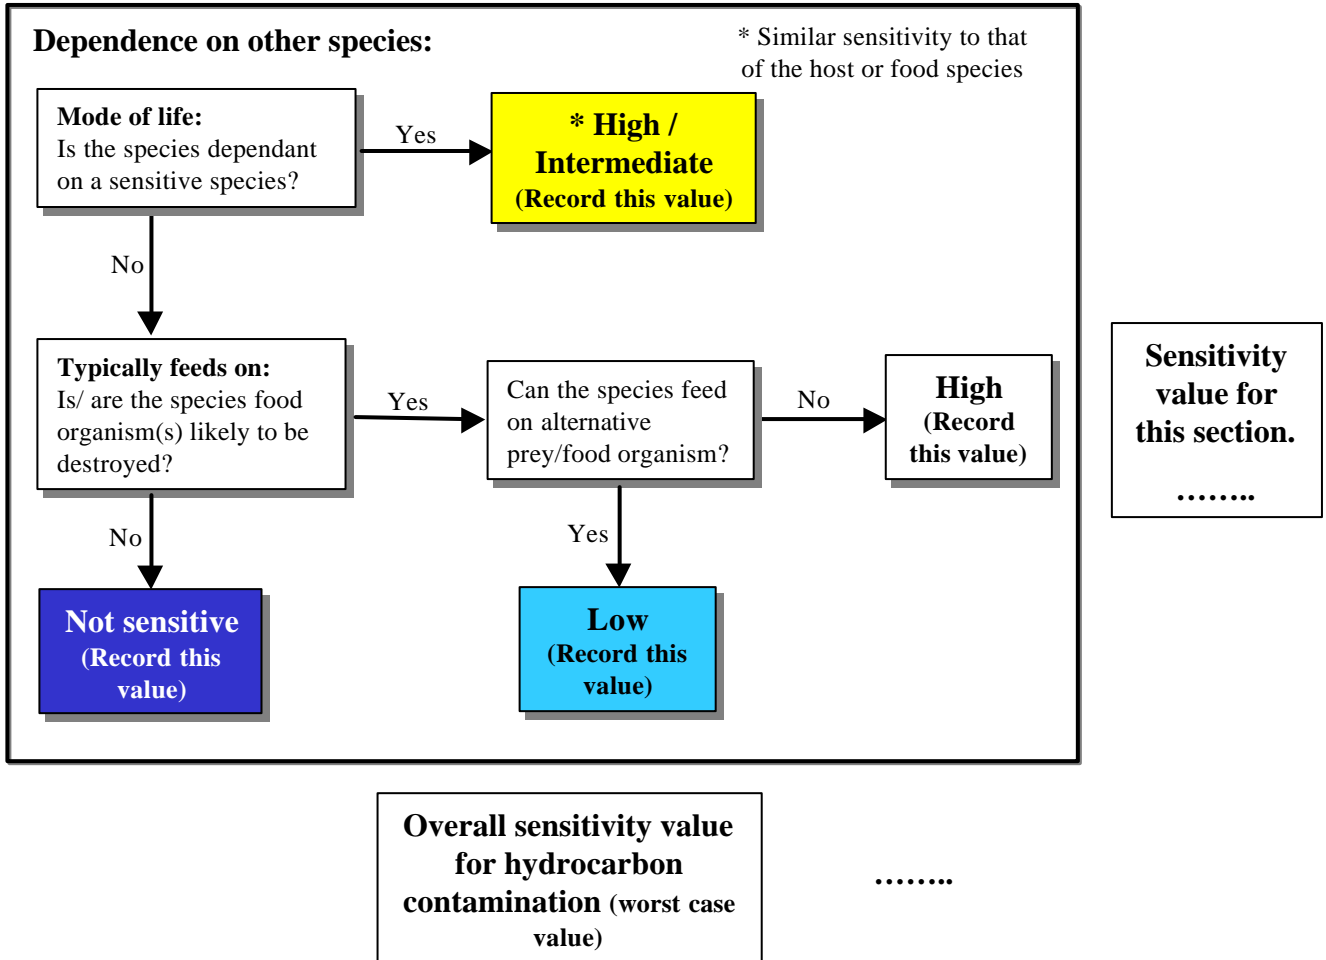 Dependence on other species:
* Similar sensitivity to that
of the host or food species
Mode of life:
Is the species dependant
on a sensitive species?
Yes
* High /
Intermediate
(Record this value)
No
Typically feeds on:
Is/ are the species food
organism(s) likely to be
destroyed?
Yes
Can the species feed
on alternative
prey/food organism?
No
High
(Record
this value)
Sensitivity
value for
this section.
……..
No
Yes
Not sensitive
(Record this
value)
Low
(Record this
value)
Overall sensitivity value
for hydrocarbon
contamination (worst case
value)
……..